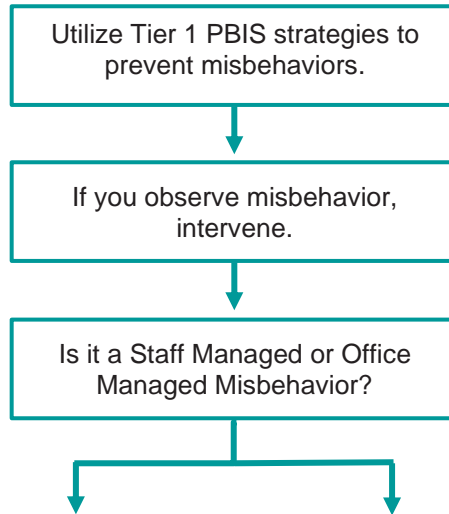 Utilize Tier 1 PBIS strategies to
prevent misbehaviors.
If you observe misbehavior,
intervene.
Is it a Staff Managed or Office
Managed Misbehavior?